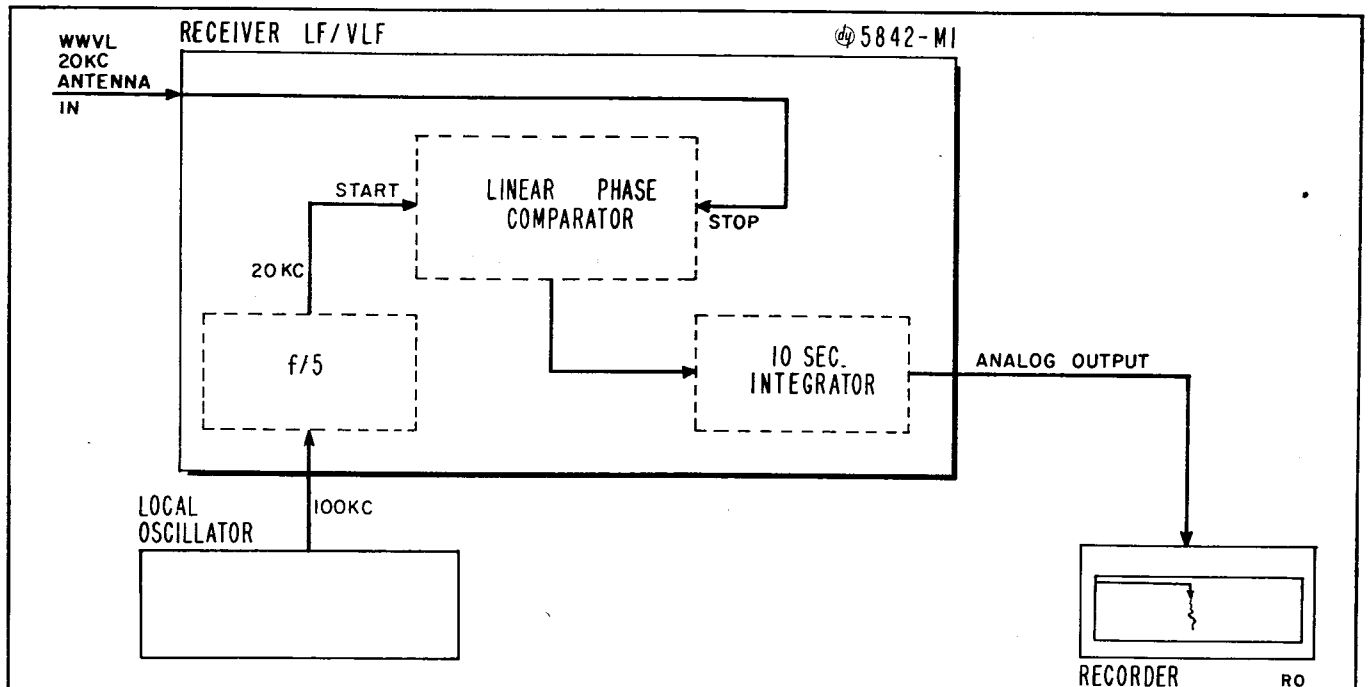 WWVL
20KC
ANTENNA
IN
RECEIVER LF/VLF
dy 5842-MI
START
LINEAR PHASE
COMPARATOR
STOP
20KC
f/5
10 SEC.
INTEGRATOR
ANALOG OUTPUT
100KC
LOCAL
OSCILLATOR
RECORDER
RO